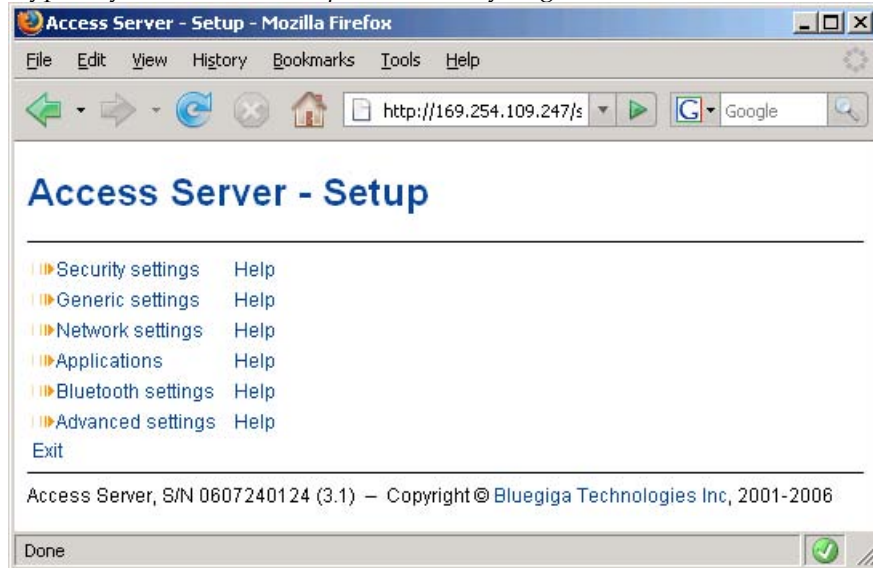 Access Server - Setup - Mozilla Firefox
File Edit View History Bookmarks Tools Help
http://169.254.109.247/s G Google
Access Server - Setup
Security settings Help
Generic settings Help
Network settings Help
Applications Help
Bluetooth settings Help
Advanced settings Help
Exit
Access Server, S/N 0607240124 (3.1) – Copyright © Bluegiga Technologies Inc, 2001-2006
Done